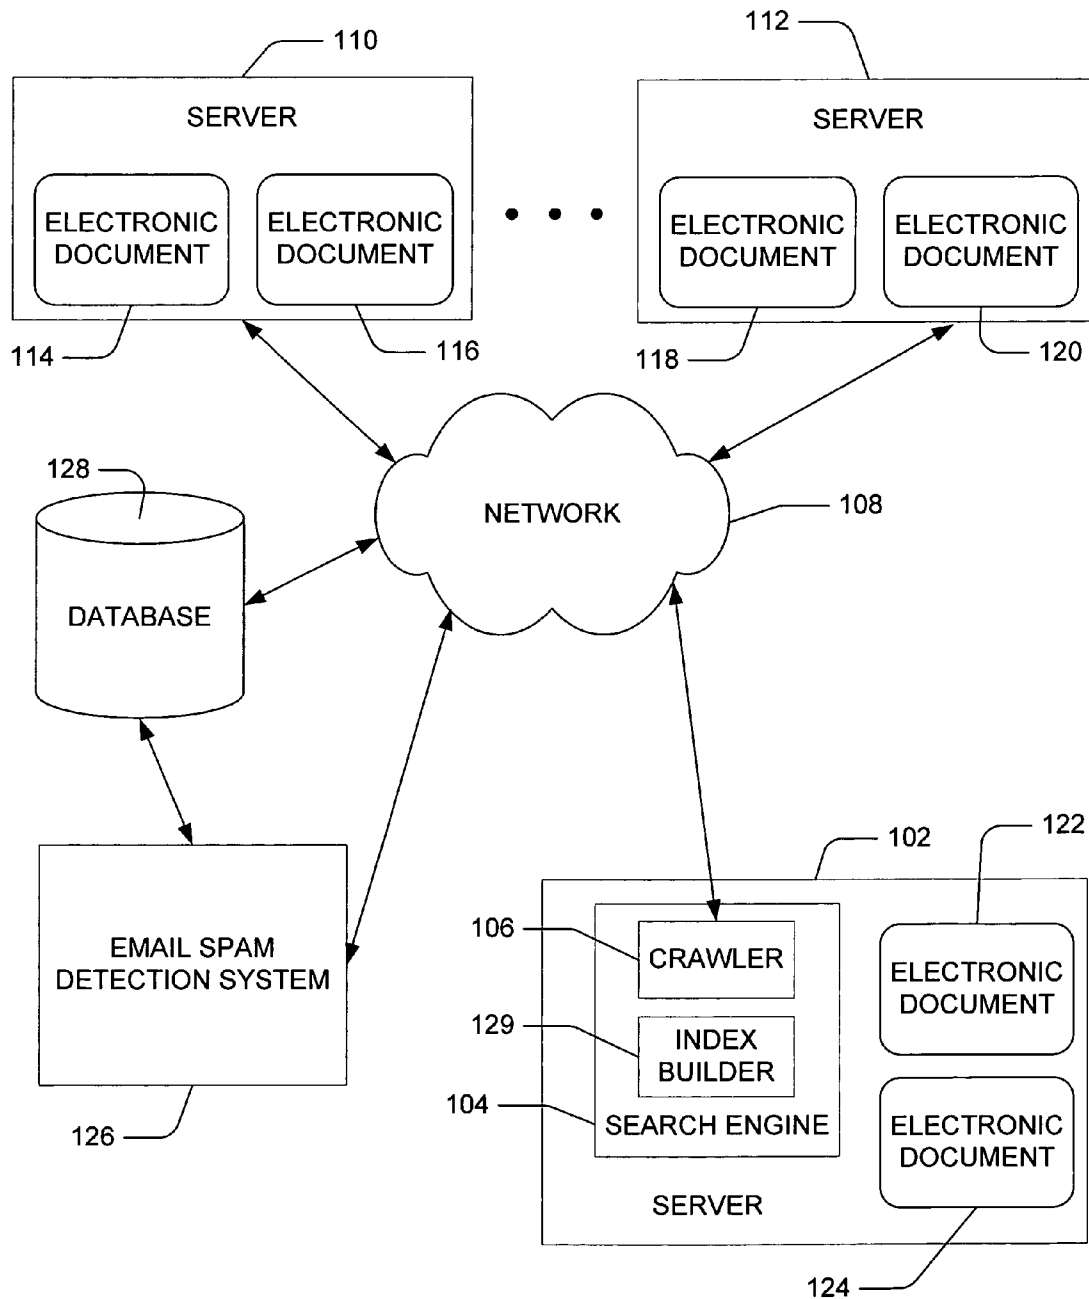 110
112
SERVER
SERVER
ELECTRONIC
DOCUMENT
ELECTRONIC
DOCUMENT
ELECTRONIC
DOCUMENT
ELECTRONIC
DOCUMENT
114
116
118
120
128
NETWORK
108
DATABASE
102
122
106
CRAWLER
EMAIL SPAM
DETECTION SYSTEM
ELECTRONIC
DOCUMENT
129
INDEX
BUILDER
104
SEARCH ENGINE
126
ELECTRONIC
DOCUMENT
SERVER
124